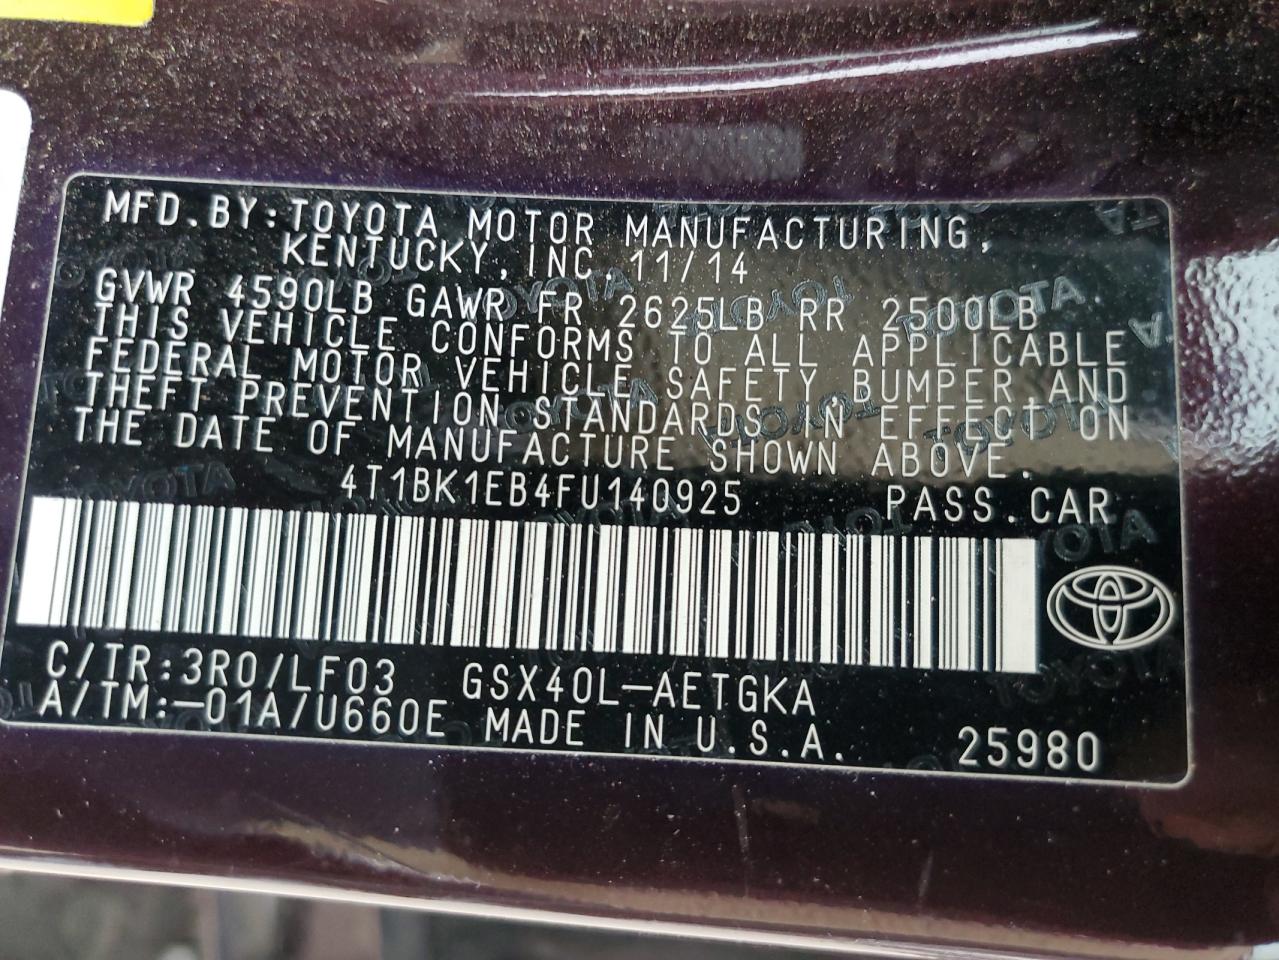 MFD.BY:TOYOTA MOTOR MANUFACTURING,
KENTUCKY,INC. 11/14
GVWR 4590LB GAWR FR 2625LB RR 2500LB
THIS VEHICLE CONFORMS TO ALL APPLICABLE
FEDERAL MOTOR VEHICLE SAFETY,BUMPER,AND
THEFT PREVENTION STANDARDS IN EFFECT ON
THE DATE OF MANUFACTURE SHOWN ABOVE.
4T1BK1EB4FU140925 PASS.CAR
C/TR:3R0/LF03 GSX40L-AETGKA
A/TM:-01A/U660E MADE IN U.S.A. 25980